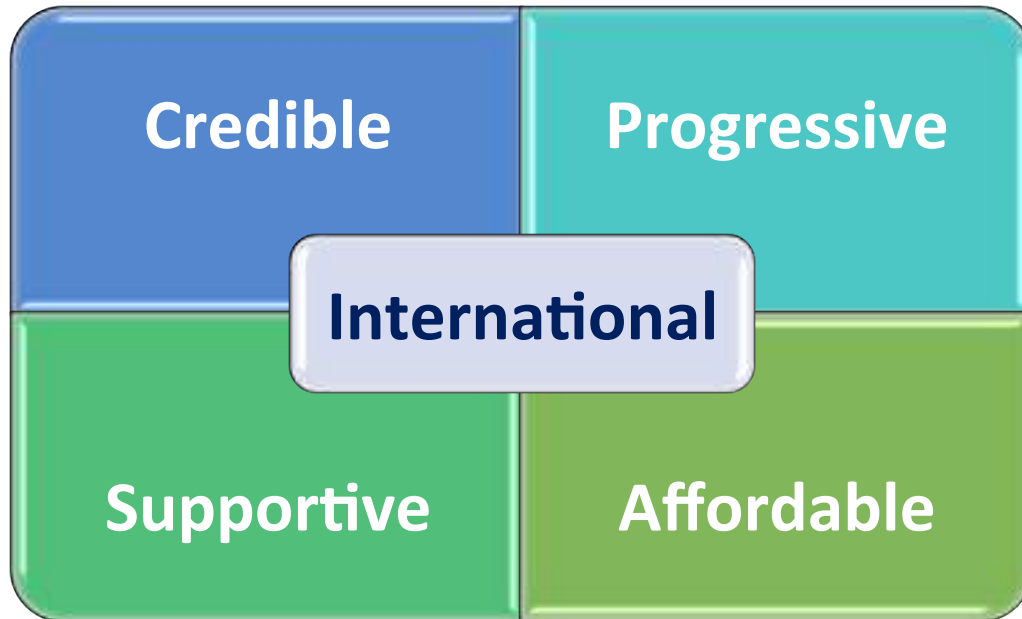 Credible
Progressive
International
Supportive
Affordable